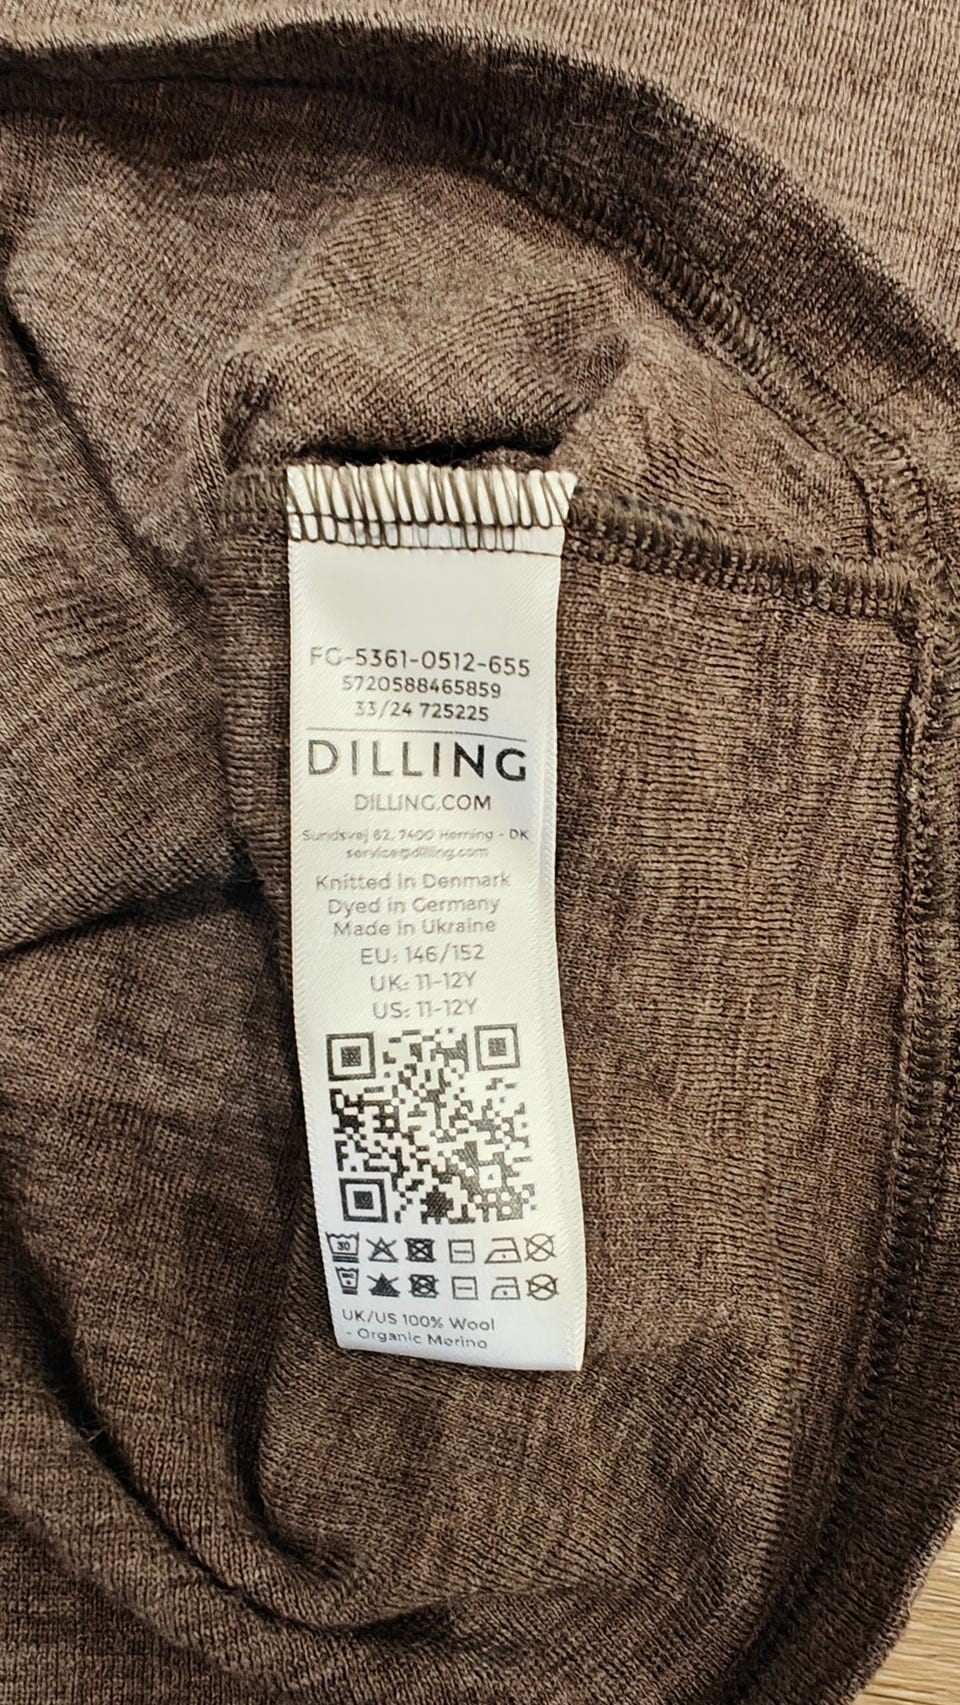 FG-5361-0512-655
5720588465859
33/24 725225
DILLING
DILLING.COM
Sundsvej 62, 7400 Herning - DK
service@dilling.com
Knitted in Denmark
Dyed in Germany
Made in Ukraine
EU: 146/152
UK: 11-12Y
US: 11-12Y
30
UK/US 100% Wool
- Organic Merino